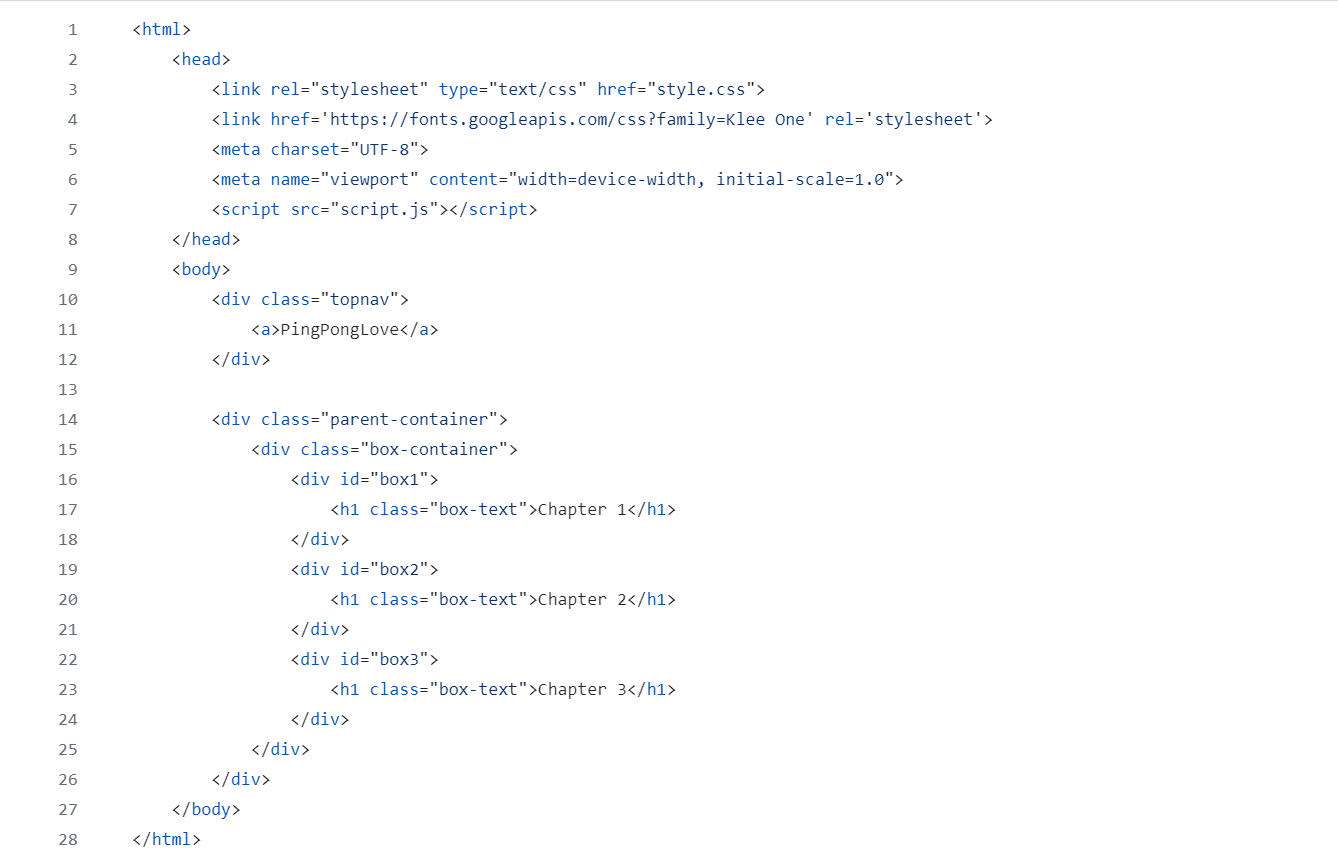 1 <html>
2 <head>
3 <link rel="stylesheet" type="text/css" href="style.css">
4 <link href='https://fonts.googleapis.com/css?family=Klee One' rel='stylesheet'>
5 <meta charset="UTF-8">
6 <meta name="viewport" content="width=device-width, initial-scale=1.0">
7 <script src="script.js"></script>
8 </head>
9 <body>
10 <div class="topnav">
11 <a>PingPongLove</a>
12 </div>
13
14 <div class="parent-container">
15 <div class="box-container">
16 <div id="box1">
17 <h1 class="box-text">Chapter 1</h1>
18 </div>
19 <div id="box2">
20 <h1 class="box-text">Chapter 2</h1>
21 </div>
22 <div id="box3">
23 <h1 class="box-text">Chapter 3</h1>
24 </div>
25 </div>
26 </div>
27 </body>
28 </html>